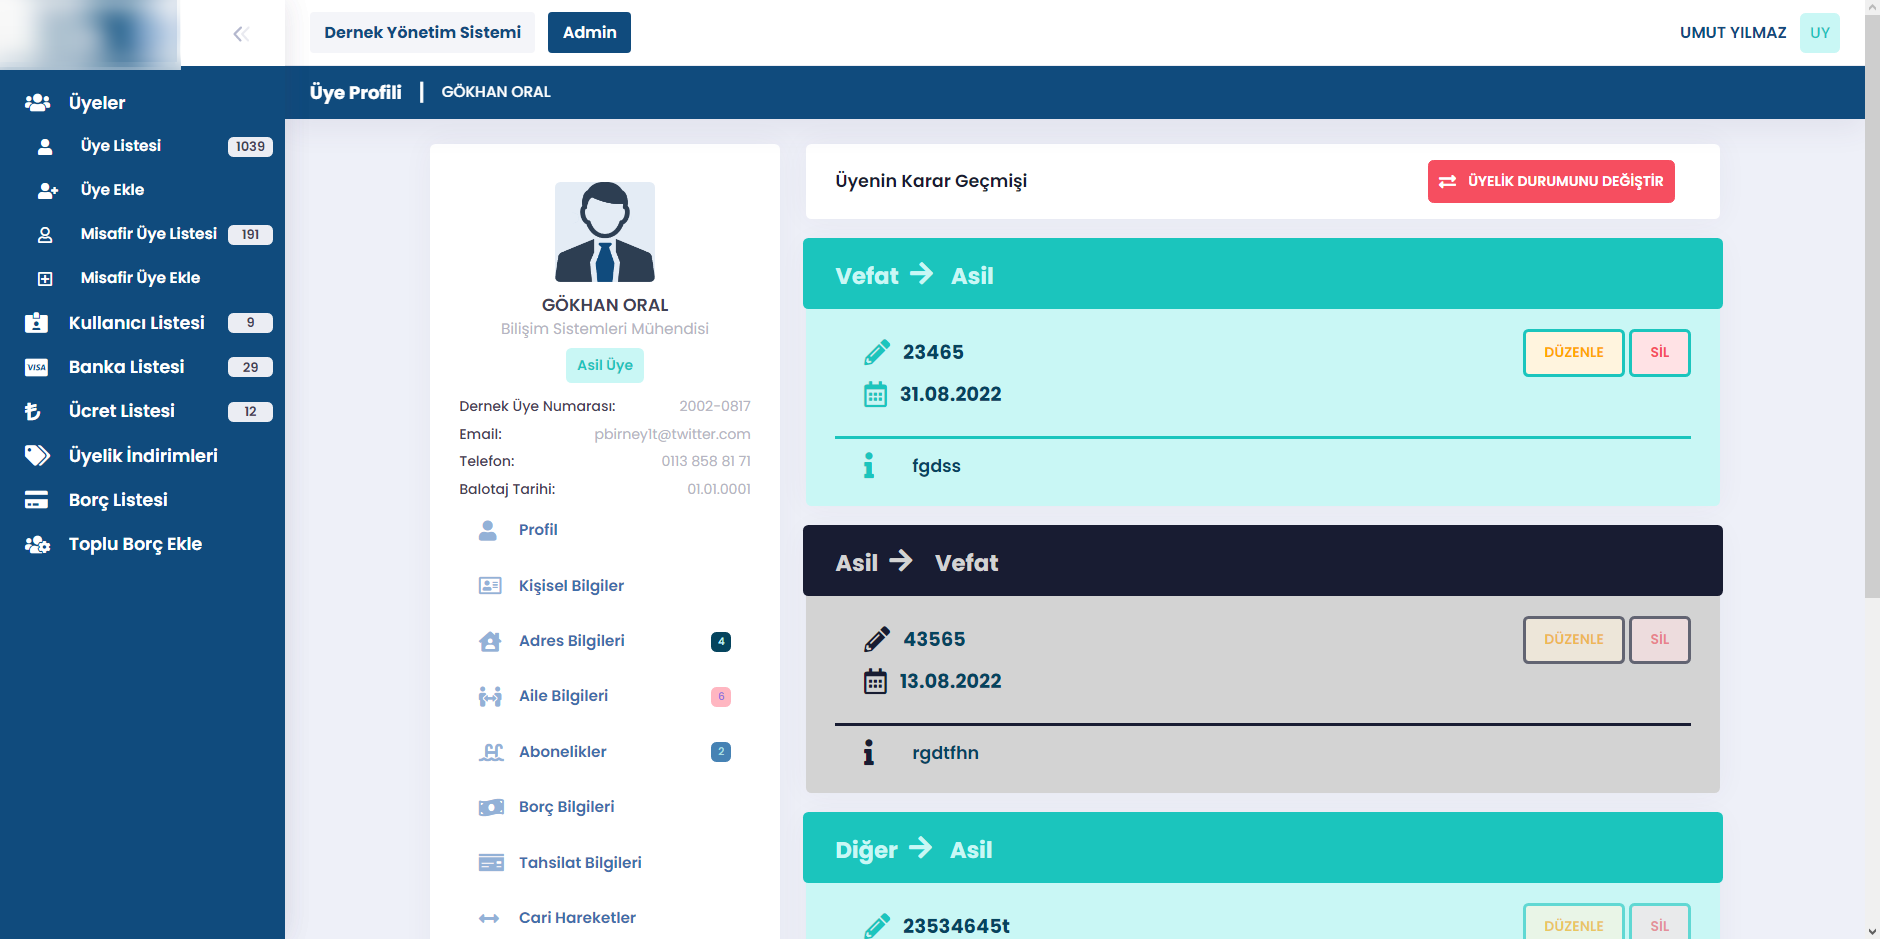 Dernek Yönetim Sistemi
Admin
UMUT YILMAZ
UY
Üye Profili
GÖKHAN ORAL
Üyeler
Üye Listesi 1039
Üye Ekle
Misafir Üye Listesi 191
Misafir Üye Ekle
Kullanıcı Listesi 9
VISA
Banka Listesi 29
Ücret Listesi 12
Üyelik İndirimleri
Borç Listesi
Toplu Borç Ekle
GÖKHAN ORAL
Bilişim Sistemleri Mühendisi
Asil Üye
Dernek Üye Numarası: 2002-0817
Email: pbirney1t@twitter.com
Telefon: 0113 858 81 71
Balotaj Tarihi: 01.01.0001
Profil
Kişisel Bilgiler
Adres Bilgileri 4
Aile Bilgileri 6
Abonelikler 2
Borç Bilgileri
Tahsilat Bilgileri
Cari Hareketler
Üyenin Karar Geçmişi
ÜYELİK DURUMUNU DEĞİŞTİR
Vefat → Asil
23465
DÜZENLE
SİL
31.08.2022
fgdss
Asil → Vefat
43565
DÜZENLE
SİL
13.08.2022
rgdtfhn
Diğer → Asil
23534645t
DÜZENLE
SİL